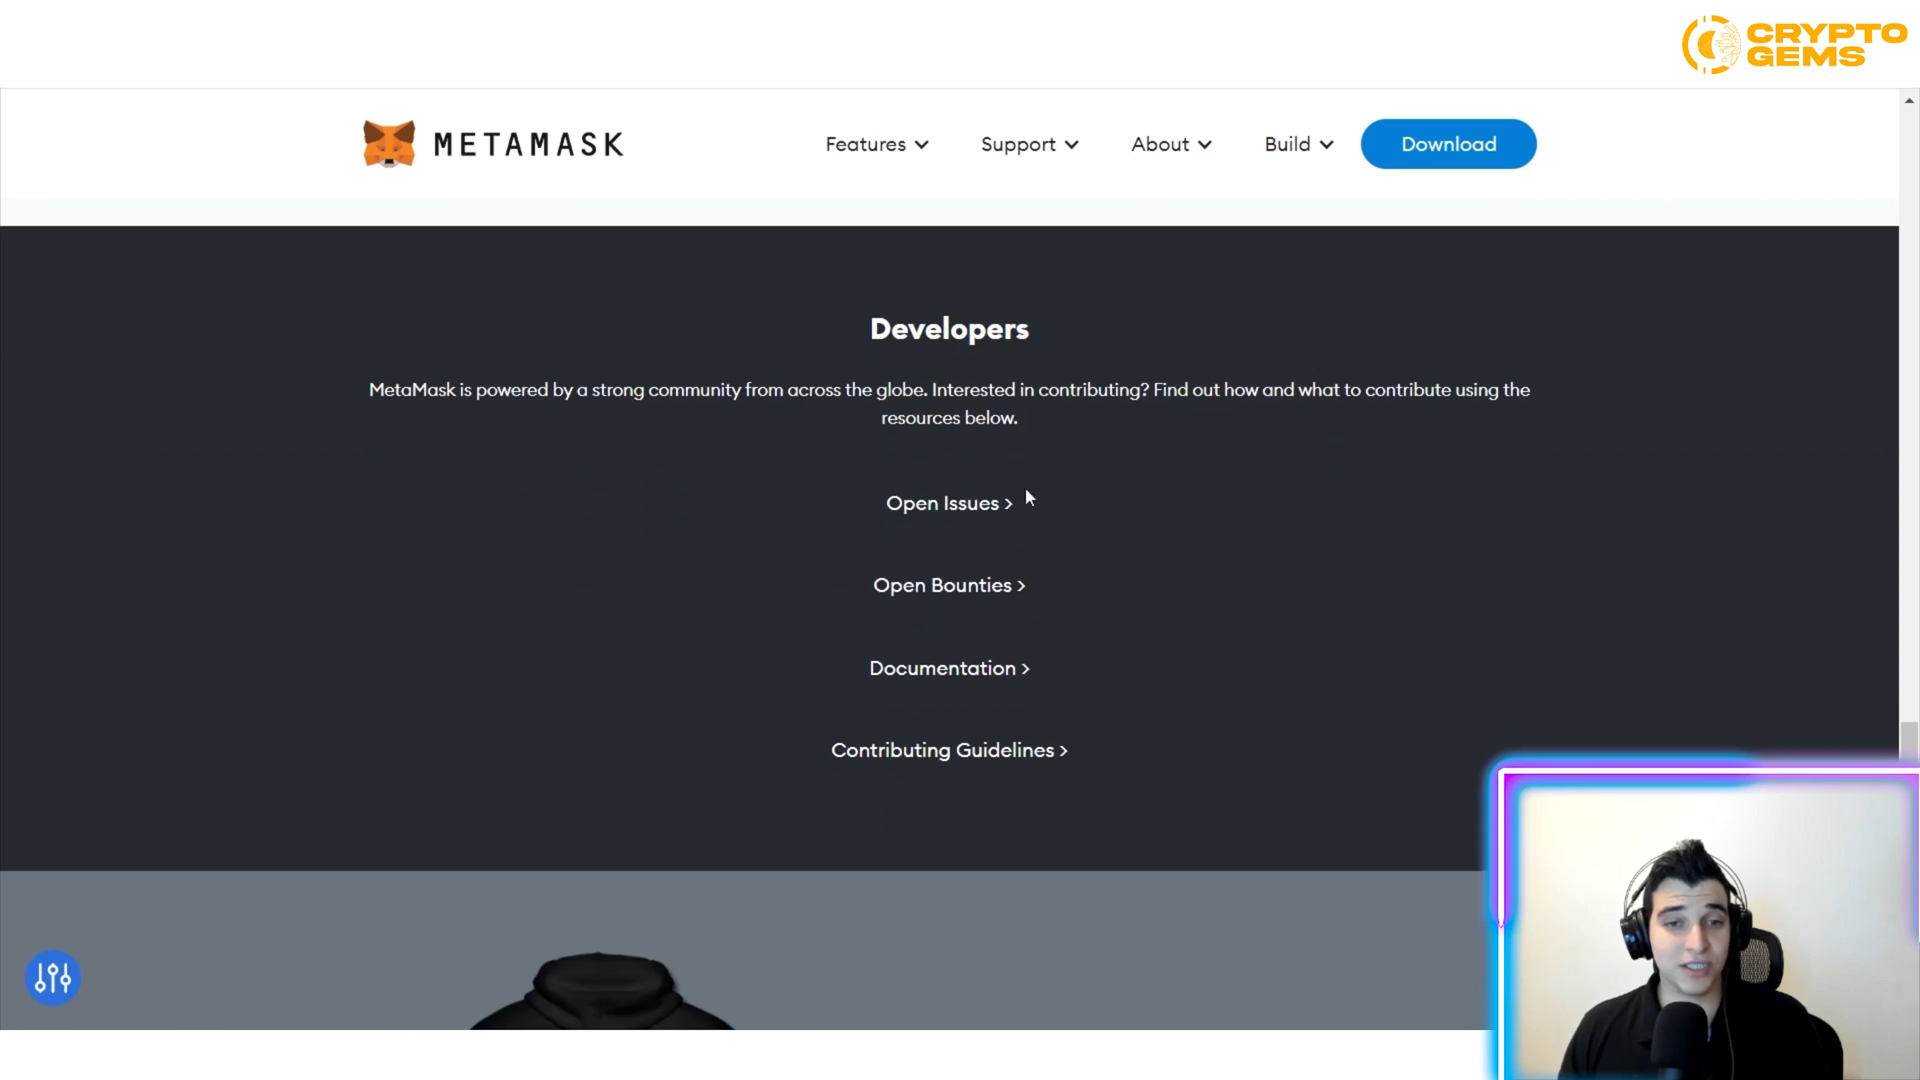 CRYPTO
GEMS
METAMASK
Features
Support
About
Build
Download
Developers
MetaMask is powered by a strong community from across the globe. Interested in contributing? Find out how and what to contribute using the
resources below.
Open Issues >
Open Bounties >
Documentation >
Contributing Guidelines >